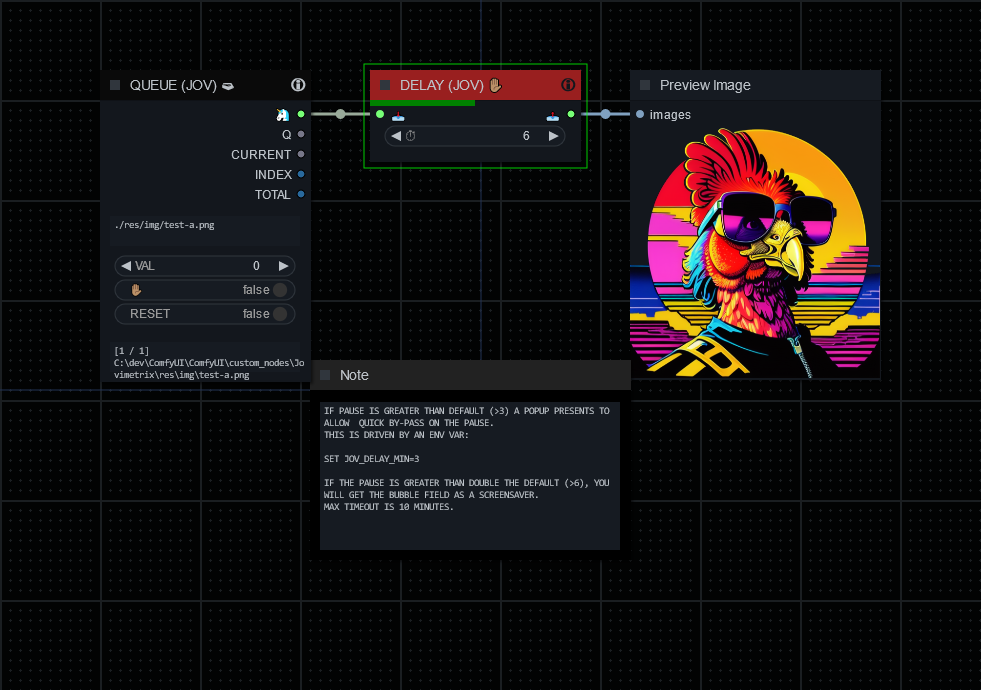 QUEUE (JOV)
DELAY (JOV)
Preview Image
Q
CURRENT
INDEX
TOTAL
./res/img/test-a.png
VAL 0
false
RESET false
[1 / 1]
C:\dev\ComfyUI\ComfyUI\custom_nodes\Jo
vimetrix\res\img\test-a.png
6
images
Note
IF PAUSE IS GREATER THAN DEFAULT (>3) A POPUP PRESENTS TO
ALLOW  QUICK BY-PASS ON THE PAUSE.
THIS IS DRIVEN BY AN ENV VAR:
SET JOV_DELAY_MIN=3
IF THE PAUSE IS GREATER THAN DOUBLE THE DEFAULT (>6), YOU
WILL GET THE BUBBLE FIELD AS A SCREENSAVER.
MAX TIMEOUT IS 10 MINUTES.